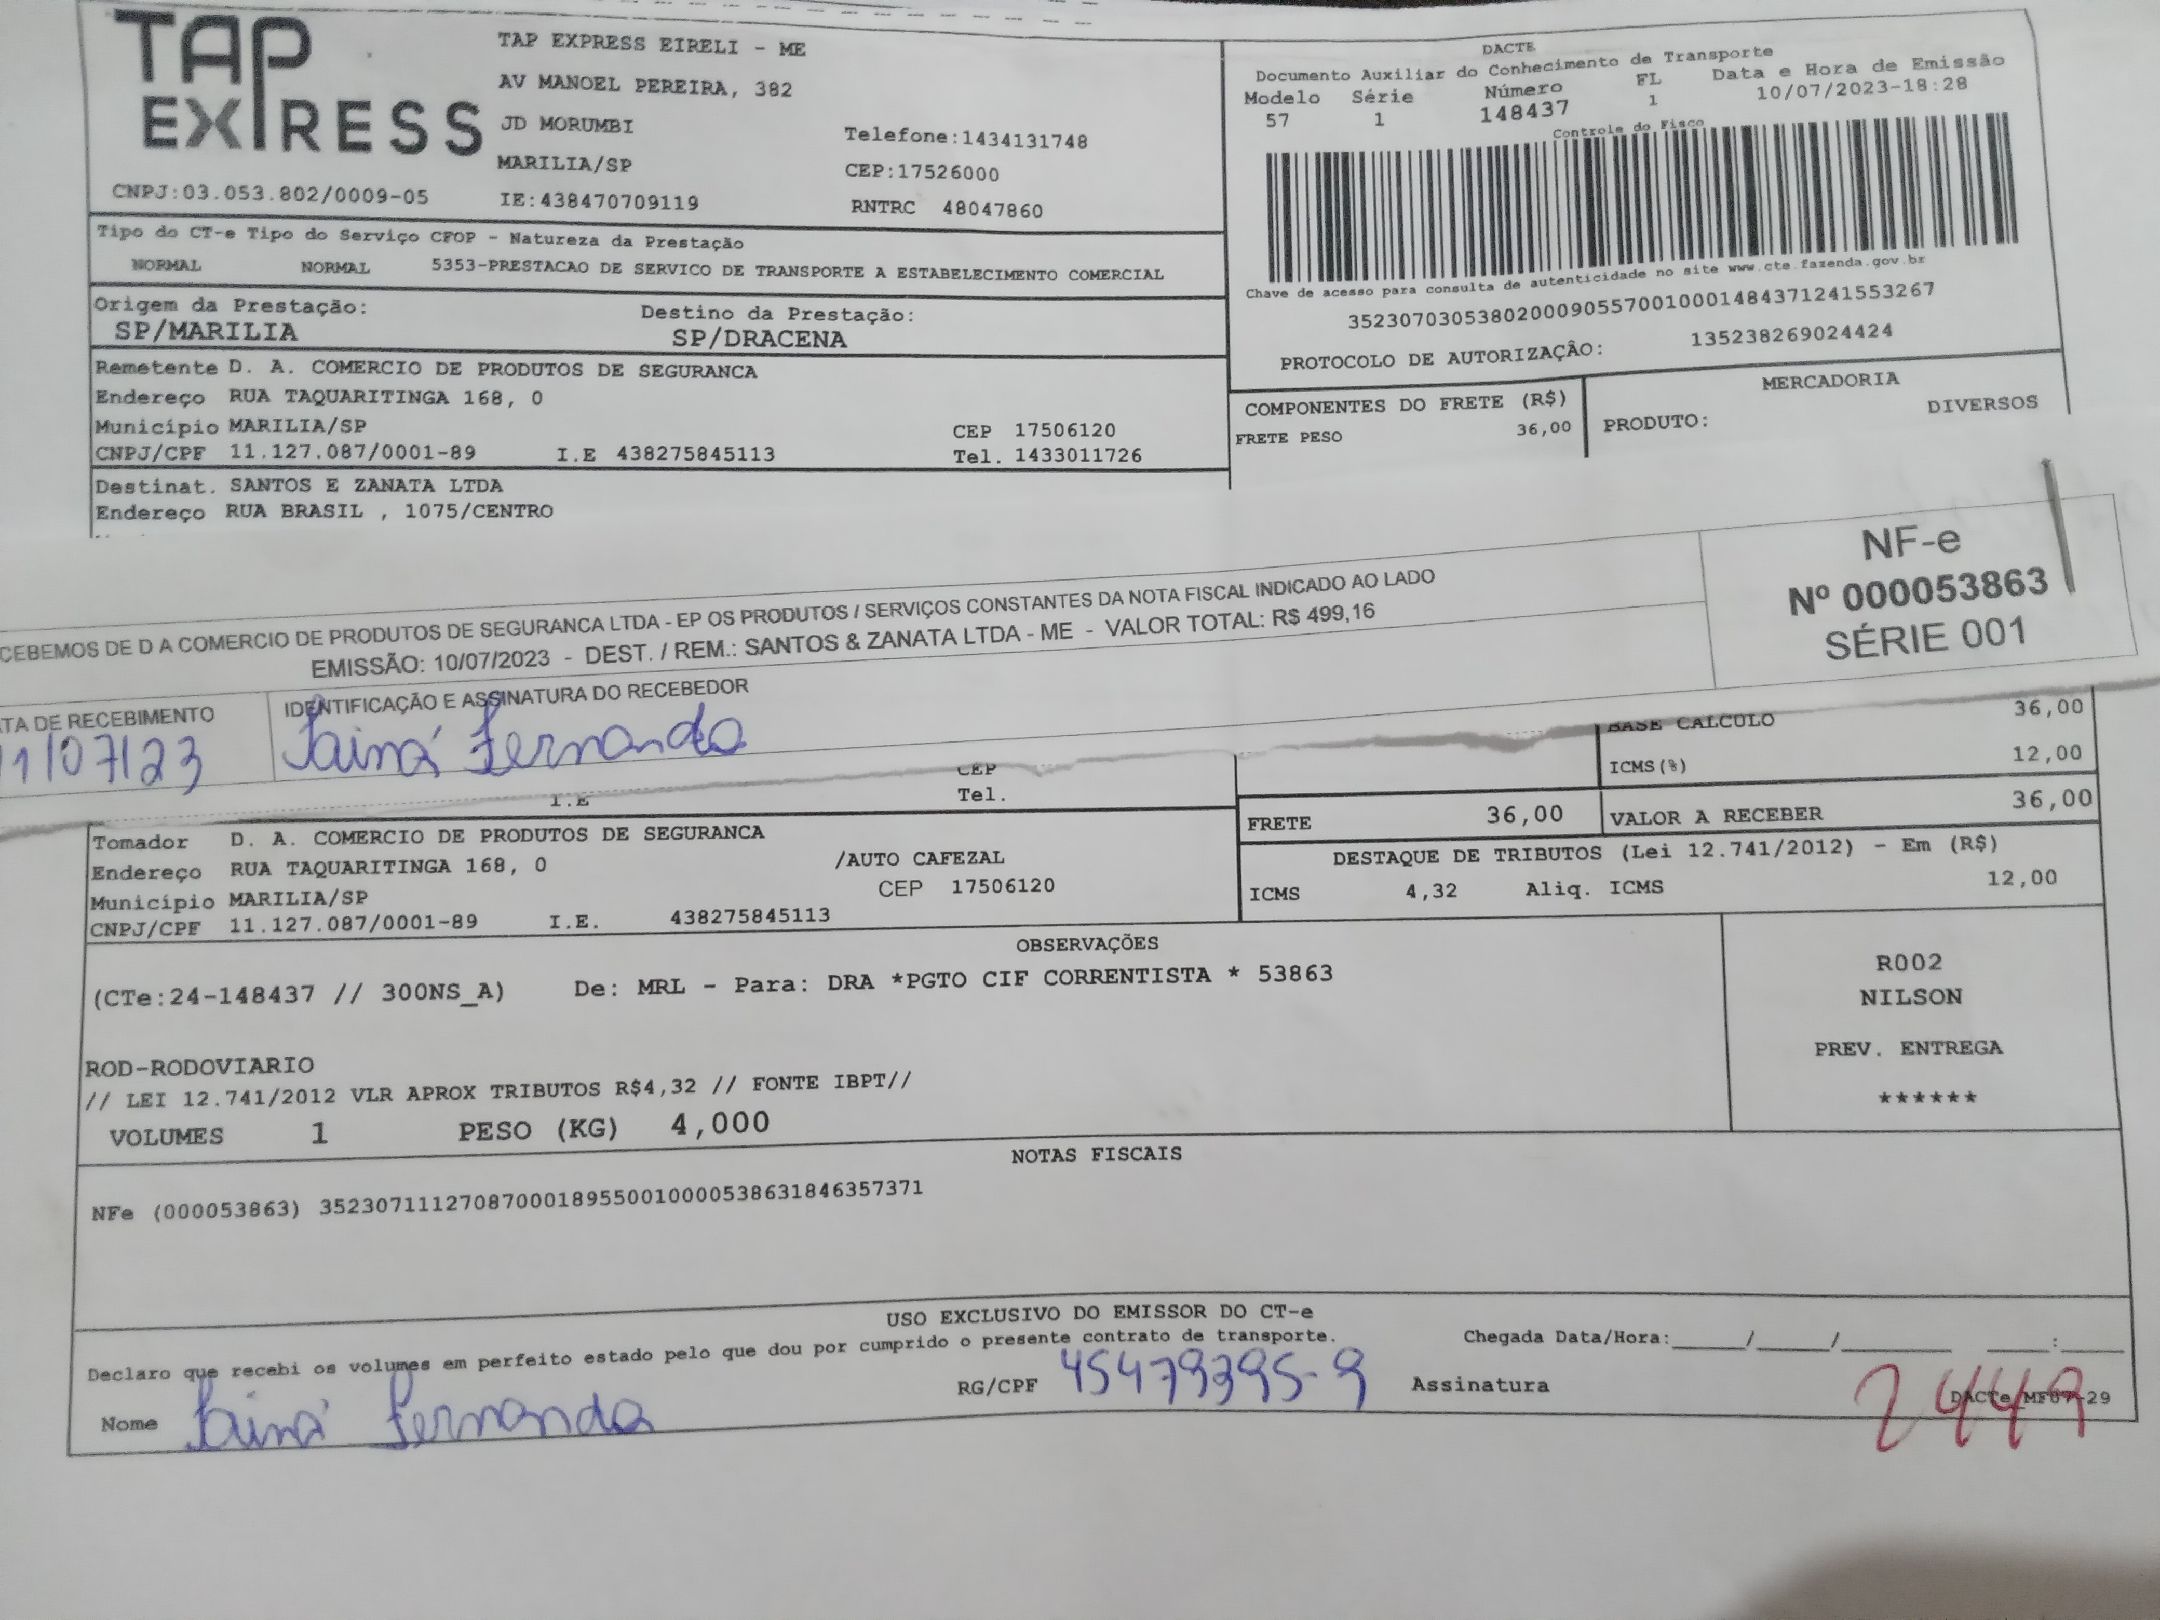 TAP
EXPRESS
TAP EXPRESS EIRELI - ME
AV MANOEL PEREIRA, 382
JD MORUMBI
Telefone:1434131748
MARILIA/SP
CEP:17526000
CNPJ:03.053.802/0009-05
IE:438470709119
RNTRC 48047860
DACTE
Documento Auxiliar do Conhecimento de Transporte
Modelo Série Número FL Data e Hora de Emissão
57 1 148437 1 10/07/2023-18:28
Controle do Fisco
Chave de acesso para consulta de autenticidade no site www.cte.fazenda.gov.br
35230703053802000905570010001484371241553267
PROTOCOLO DE AUTORIZAÇÃO: 135238269024424
Tipo do CT-e Tipo do Serviço CFOP - Natureza da Prestação
NORMAL NORMAL 5353-PRESTACAO DE SERVICO DE TRANSPORTE A ESTABELECIMENTO COMERCIAL
Origem da Prestação: Destino da Prestação:
SP/MARILIA SP/DRACENA
Remetente D. A. COMERCIO DE PRODUTOS DE SEGURANCA
Endereço RUA TAQUARITINGA 168, 0
Município MARILIA/SP CEP 17506120
CNPJ/CPF 11.127.087/0001-89 I.E 438275845113 Tel. 1433011726
COMPONENTES DO FRETE (R$)
FRETE PESO 36,00
MERCADORIA
PRODUTO: DIVERSOS
Destinat. SANTOS E ZANATA LTDA
Endereço RUA BRASIL , 1075/CENTRO
CEBEMOS DE D A COMERCIO DE PRODUTOS DE SEGURANCA LTDA - EP OS PRODUTOS / SERVIÇOS CONSTANTES DA NOTA FISCAL INDICADO AO LADO
EMISSÃO: 10/07/2023 - DEST. / REM.: SANTOS & ZANATA LTDA - ME - VALOR TOTAL: R$ 499,16
NF-e
Nº 000053863
SÉRIE 001
TA DE RECEBIMENTO
11/07/23
IDENTIFICAÇÃO E ASSINATURA DO RECEBEDOR
Tainá Fernanda
BASE CALCULO 36,00
ICMS(%) 12,00
I.E
CEP
Tel.
FRETE 36,00 VALOR A RECEBER 36,00
Tomador D. A. COMERCIO DE PRODUTOS DE SEGURANCA
Endereço RUA TAQUARITINGA 168, 0 /AUTO CAFEZAL
Município MARILIA/SP CEP 17506120
CNPJ/CPF 11.127.087/0001-89 I.E. 438275845113
DESTAQUE DE TRIBUTOS (Lei 12.741/2012) - Em (R$)
ICMS 4,32 Aliq. ICMS 12,00
OBSERVAÇÕES
(CTe:24-148437 // 300NS_A) De: MRL - Para: DRA *PGTO CIF CORRENTISTA * 53863
R002
NILSON
PREV. ENTREGA
******
ROD-RODOVIARIO
// LEI 12.741/2012 VLR APROX TRIBUTOS R$4,32 // FONTE IBPT//
VOLUMES 1 PESO (KG) 4,000
NOTAS FISCAIS
NFe (000053863) 35230711127087000189550010000538631846357371
USO EXCLUSIVO DO EMISSOR DO CT-e
Declaro que recebi os volumes em perfeito estado pelo que dou por cumprido o presente contrato de transporte.
Chegada Data/Hora:_____/_____/_______ ____:____
Nome Tainá Fernanda RG/CPF 45479395-9 Assinatura
DACTe MF07-29
2449